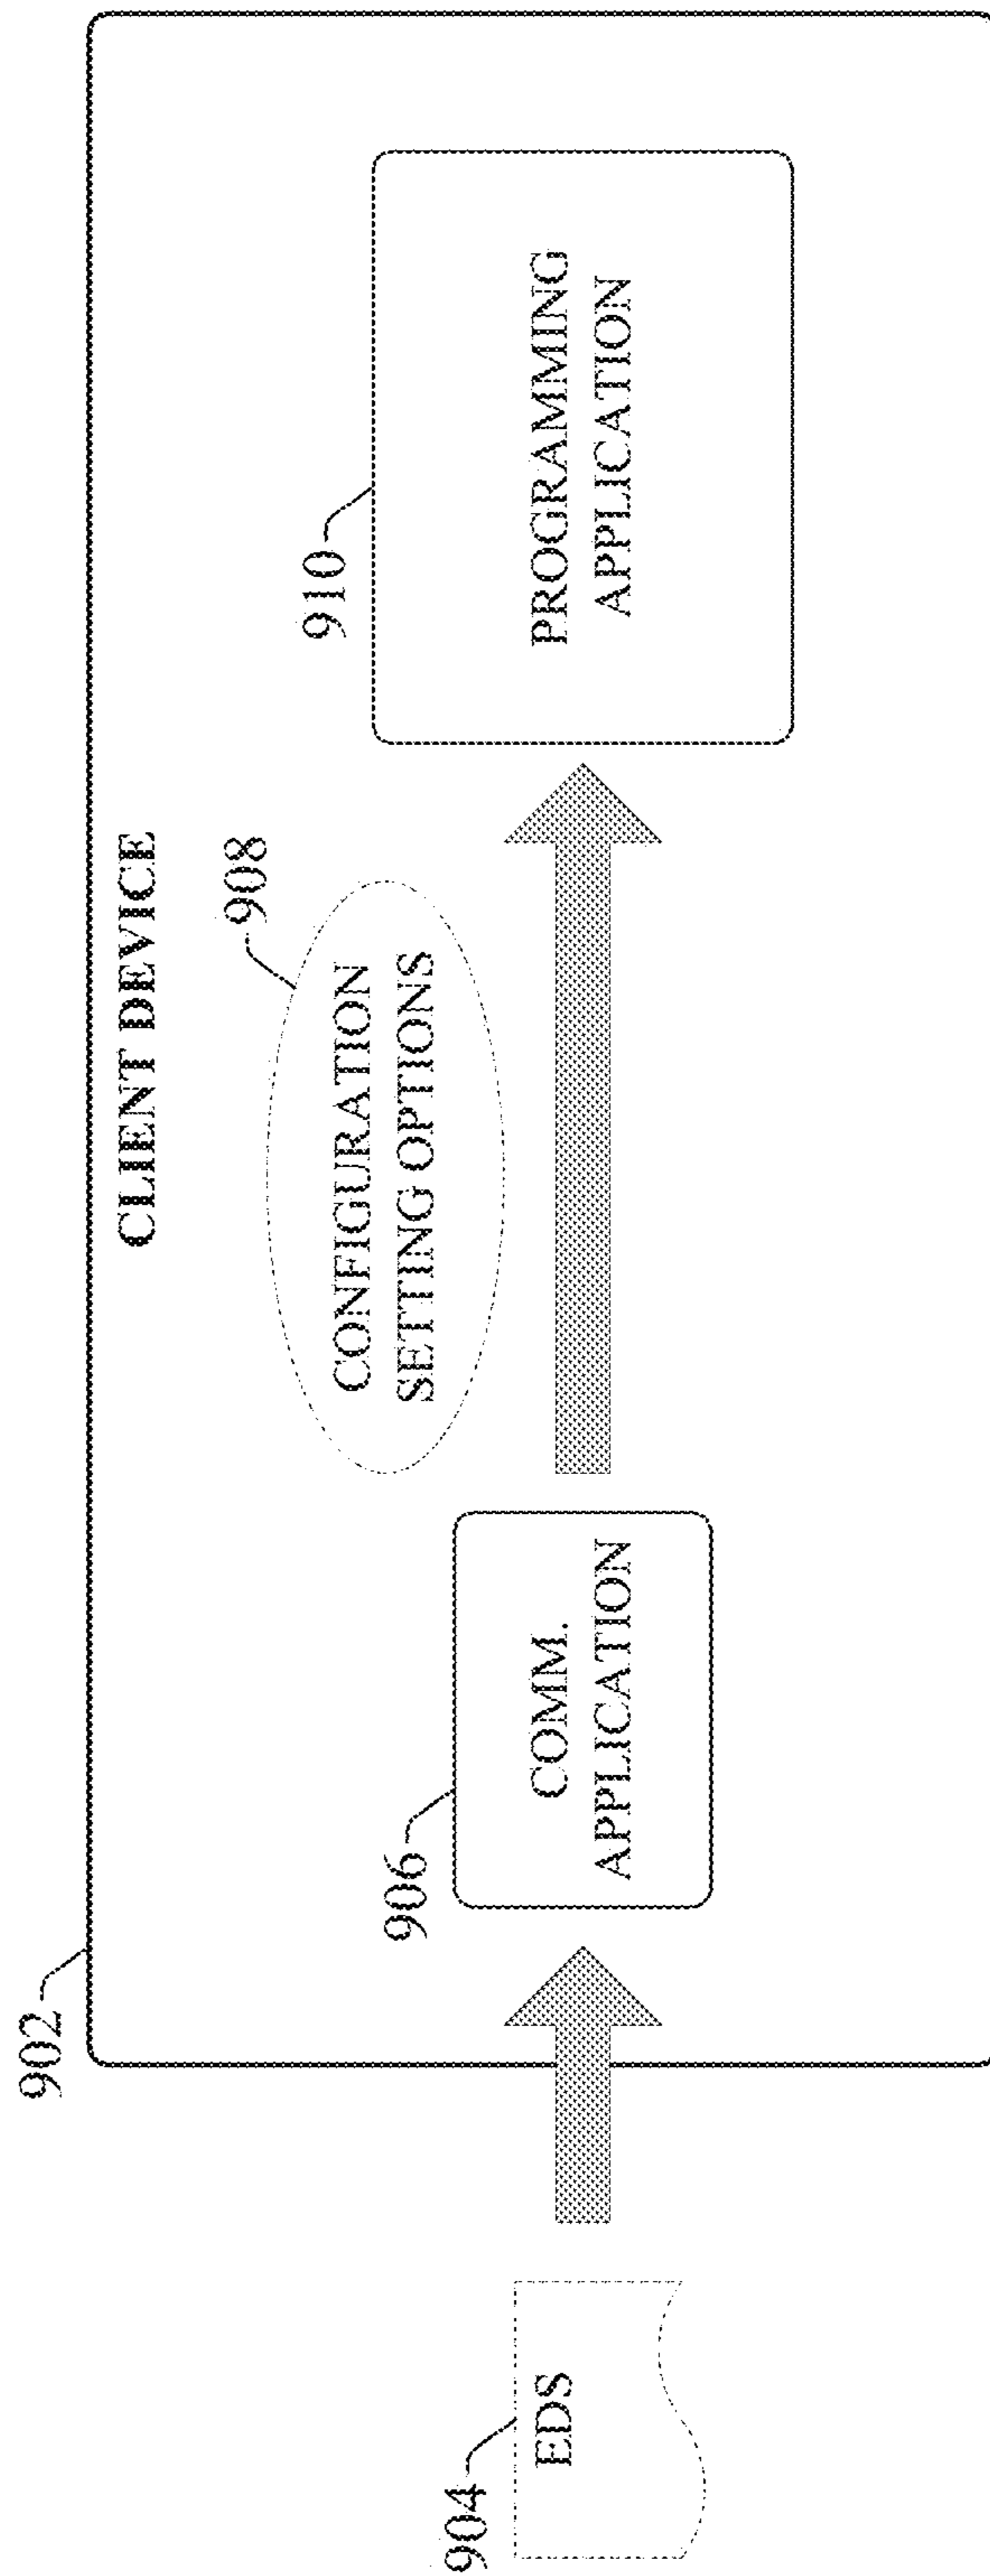 902
CLIENT DEVICE
904
EDS
906
COMM.
APPLICATION
908
CONFIGURATION
SETTING OPTIONS
910
PROGRAMMING
APPLICATION